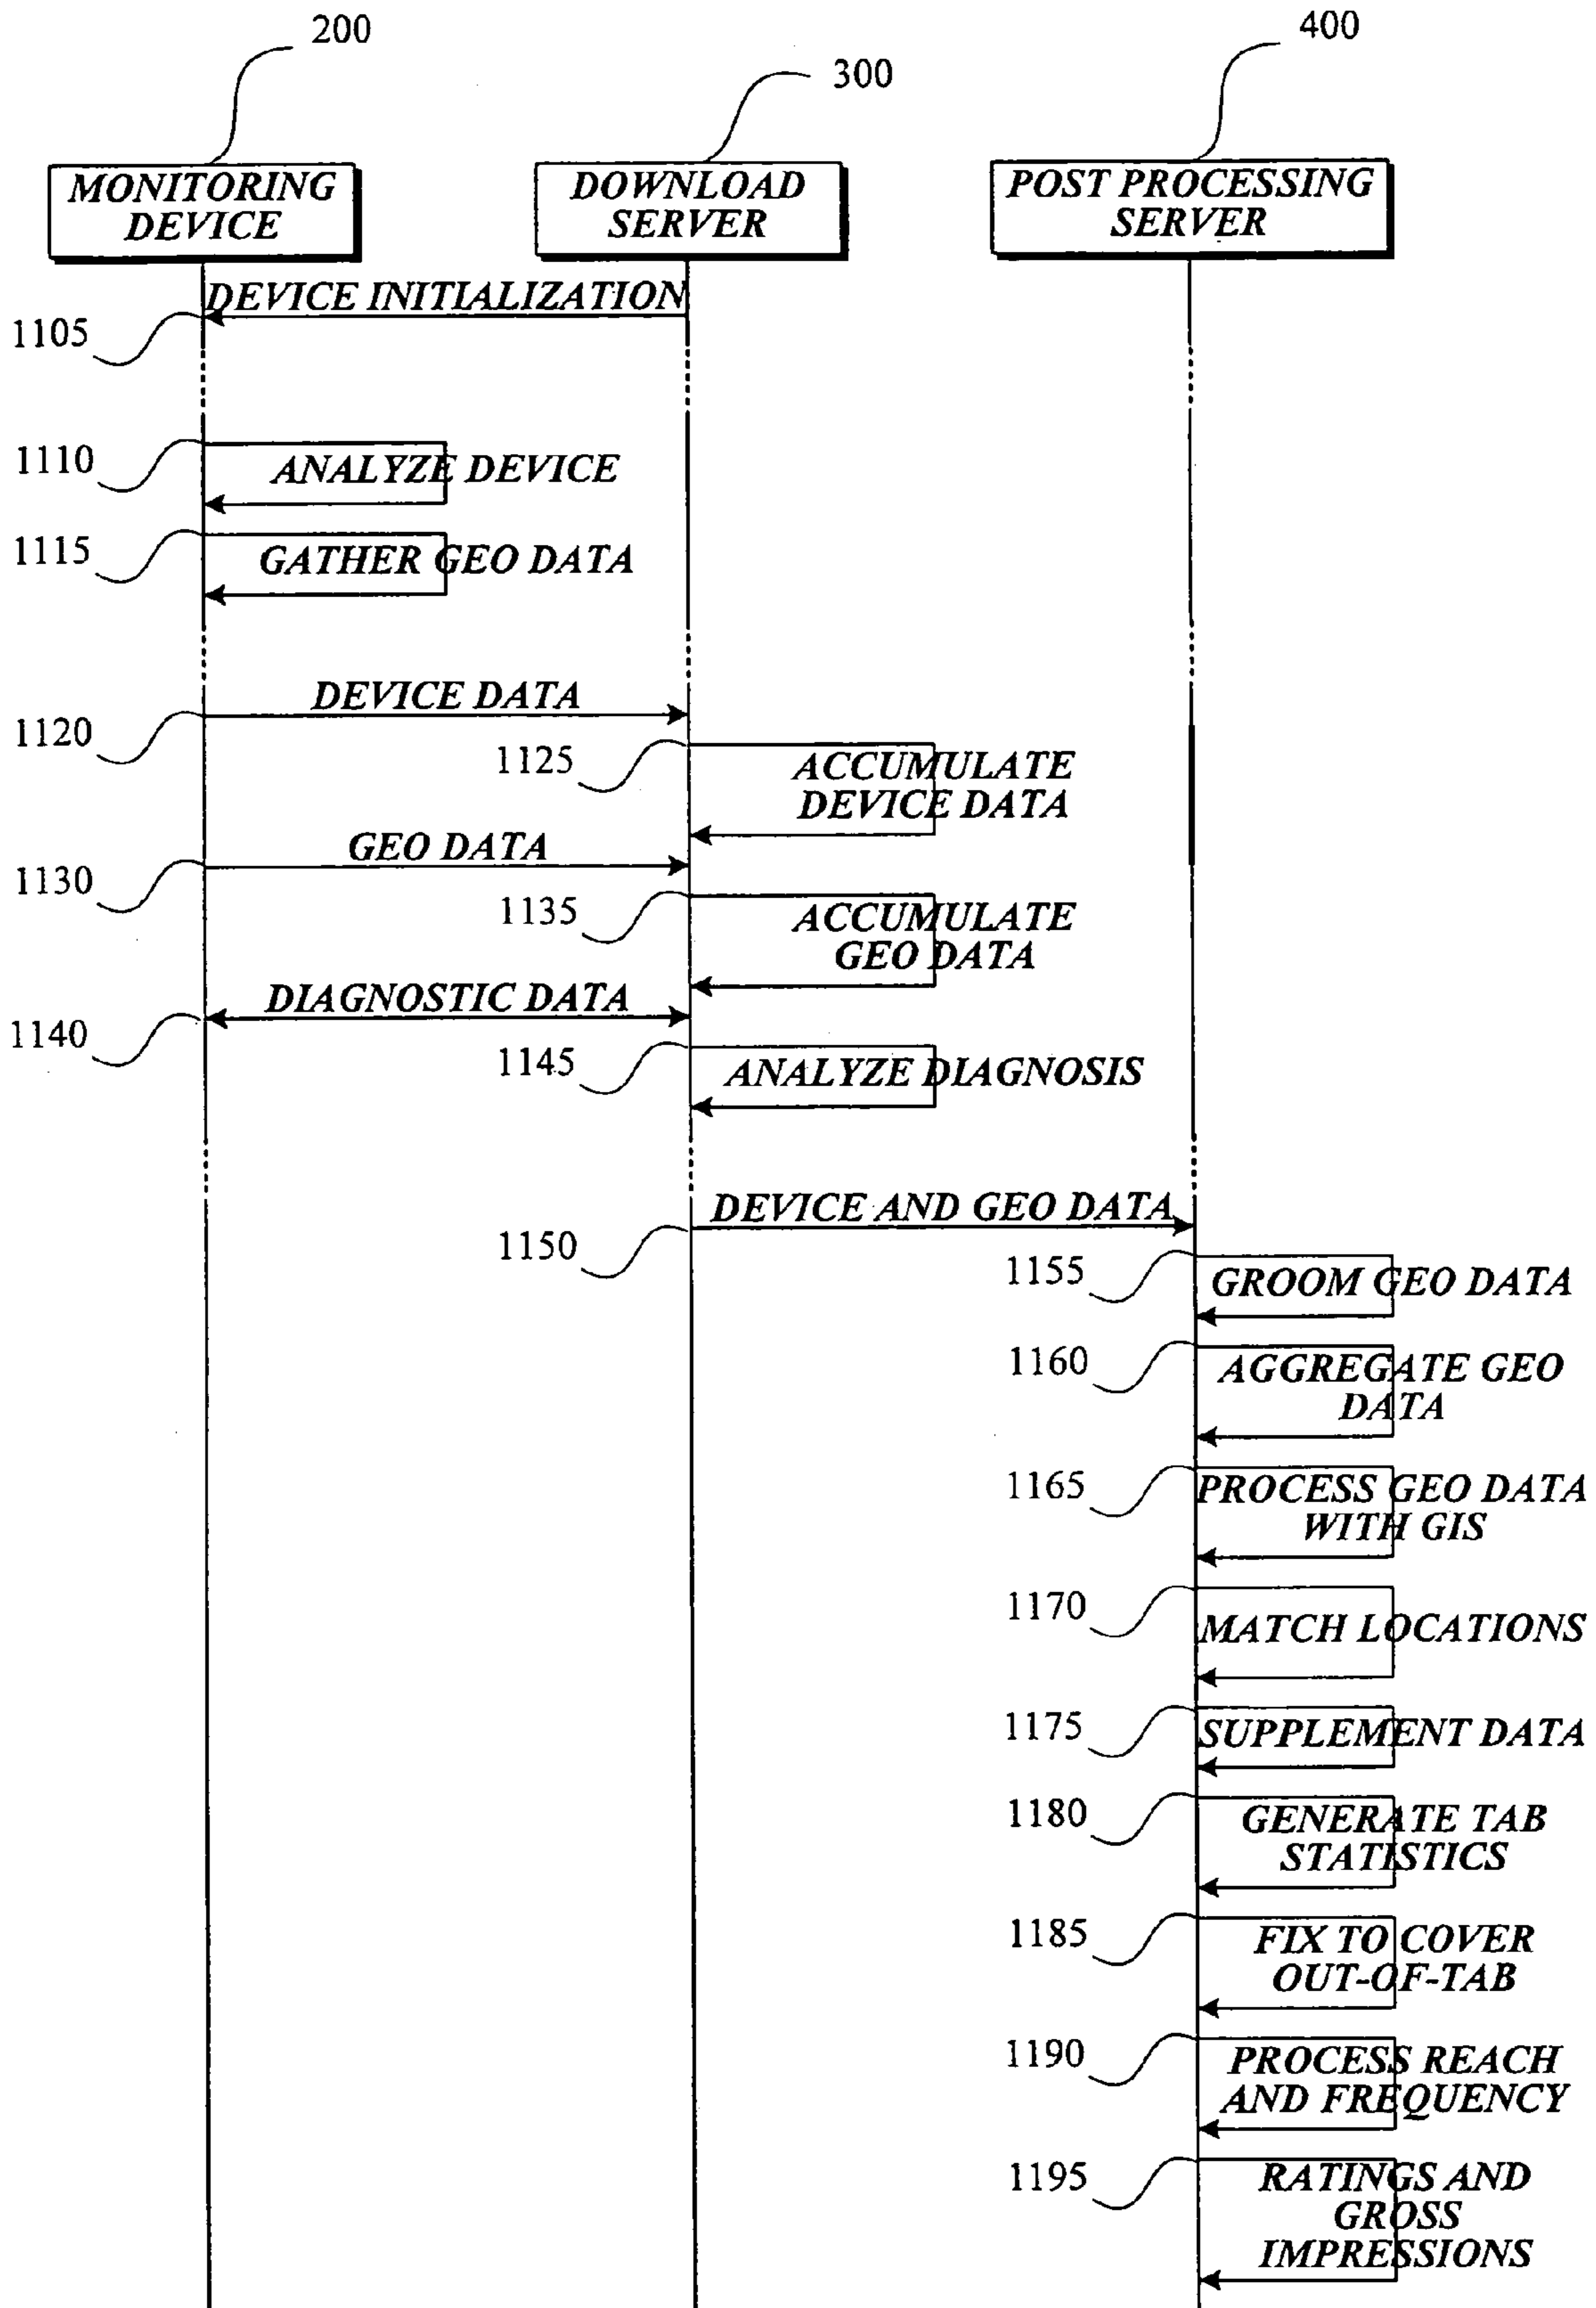 200
300
400
MONITORING
DEVICE
DOWNLOAD
SERVER
POST PROCESSING
SERVER
DEVICE INITIALIZATION
1105
1110
ANALYZE DEVICE
1115
GATHER GEO DATA
DEVICE DATA
1120
1125
ACCUMULATE
DEVICE DATA
GEO DATA
1130
1135
ACCUMULATE
GEO DATA
DIAGNOSTIC DATA
1140
1145
ANALYZE DIAGNOSIS
DEVICE AND GEO DATA
1150
1155
GROOM GEO DATA
1160
AGGREGATE GEO
DATA
1165
PROCESS GEO DATA
WITH GIS
1170
MATCH LOCATIONS
1175
SUPPLEMENT DATA
1180
GENERATE TAB
STATISTICS
1185
FIX TO COVER
OUT-OF-TAB
1190
PROCESS REACH
AND FREQUENCY
1195
RATINGS AND
GROSS
IMPRESSIONS